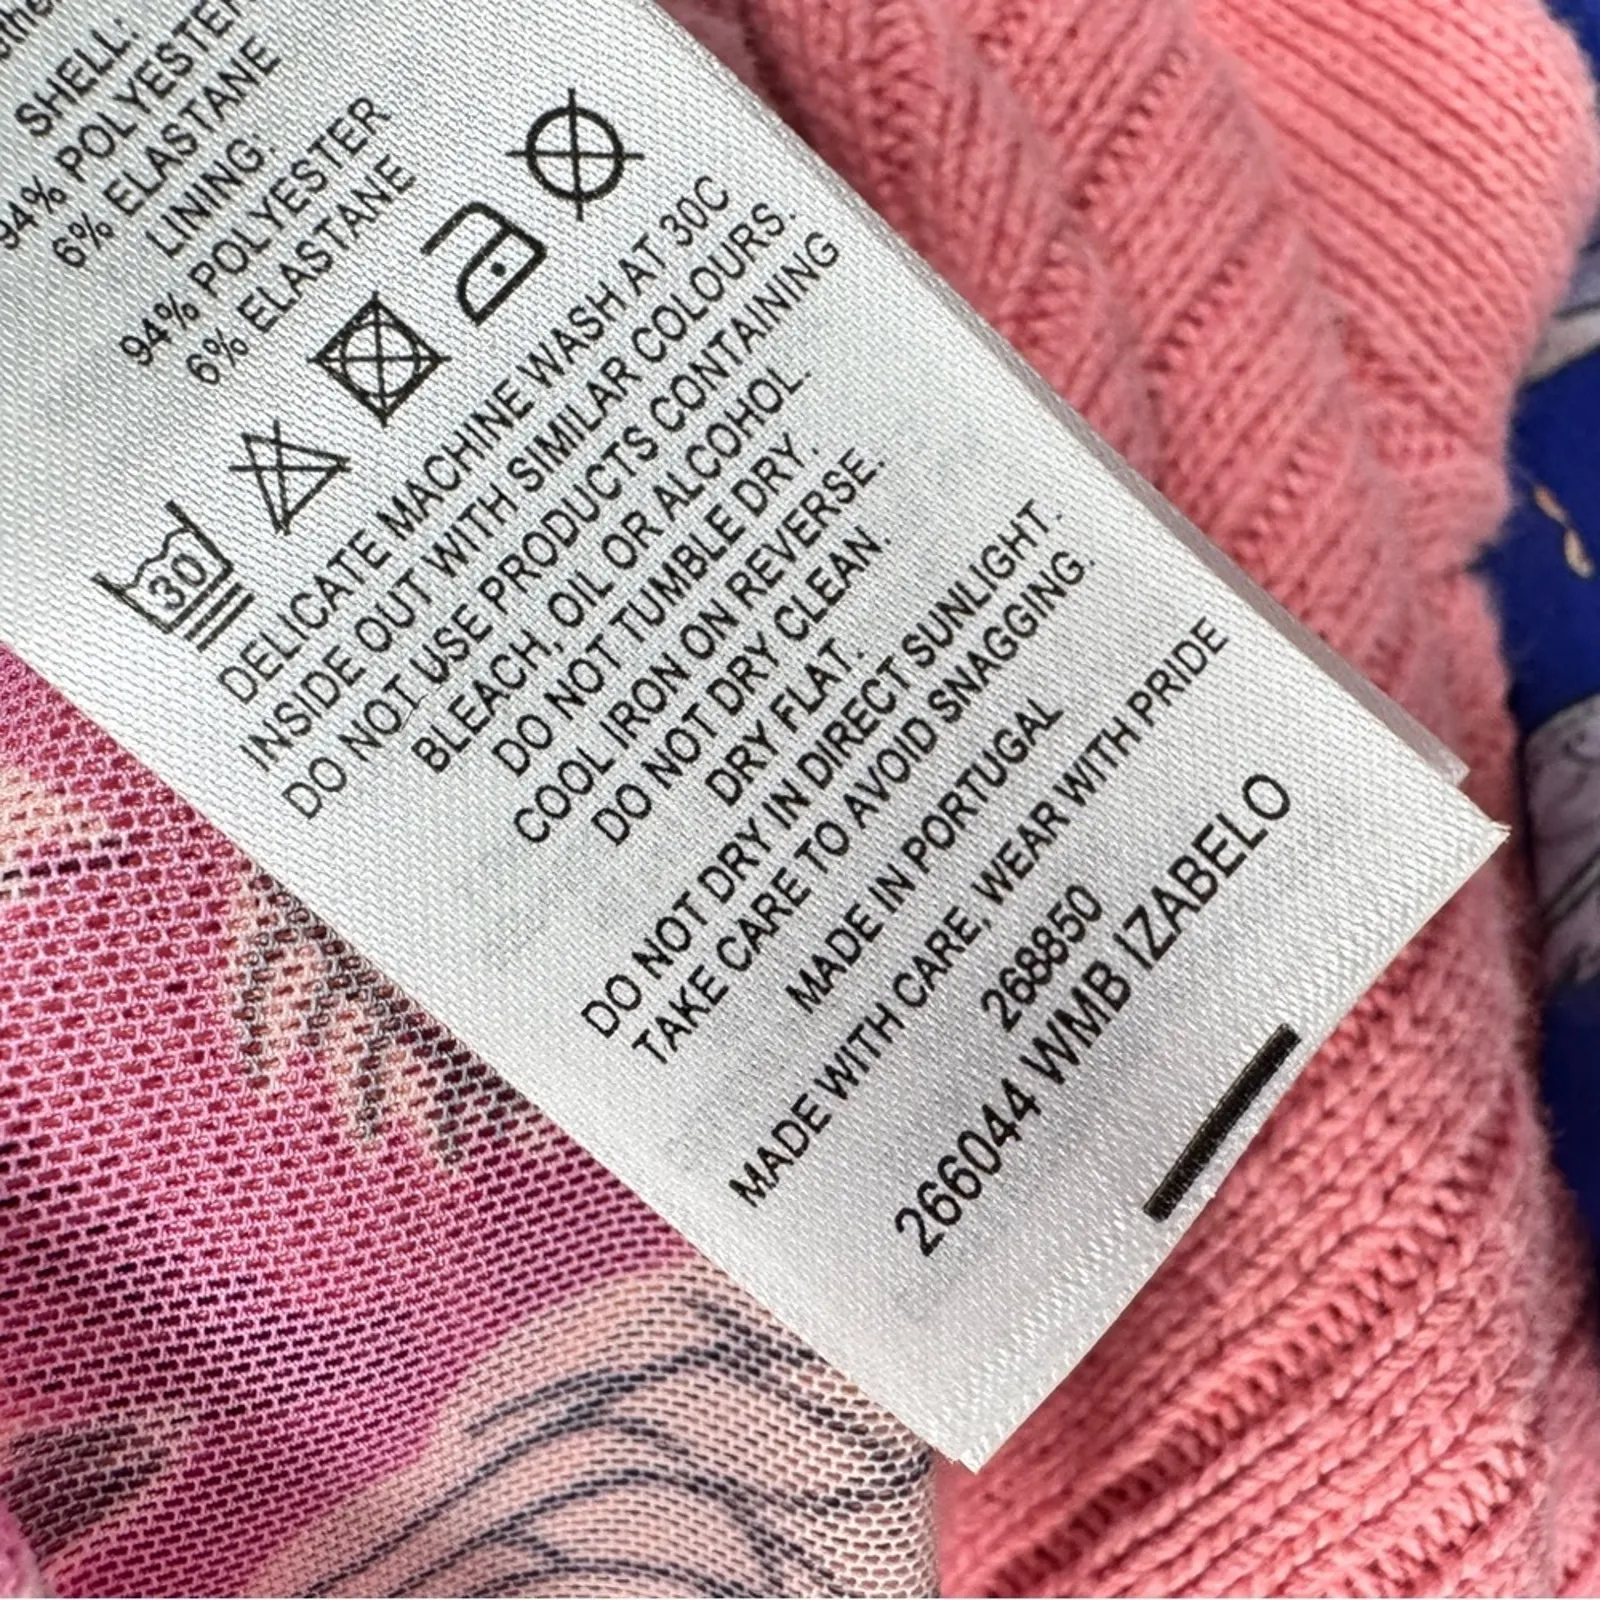 SHELL:
94% POLYESTER
6% ELASTANE
LINING:
94% POLYESTER
6% ELASTANE
30
DELICATE MACHINE WASH AT 30C
INSIDE OUT WITH SIMILAR COLOURS.
DO NOT USE PRODUCTS CONTAINING
BLEACH, OIL OR ALCOHOL.
DO NOT TUMBLE DRY.
COOL IRON ON REVERSE.
DO NOT DRY CLEAN.
DRY FLAT.
DO NOT DRY IN DIRECT SUNLIGHT.
TAKE CARE TO AVOID SNAGGING.
MADE IN PORTUGAL
MADE WITH CARE, WEAR WITH PRIDE
268850
266044 WMB IZABELO